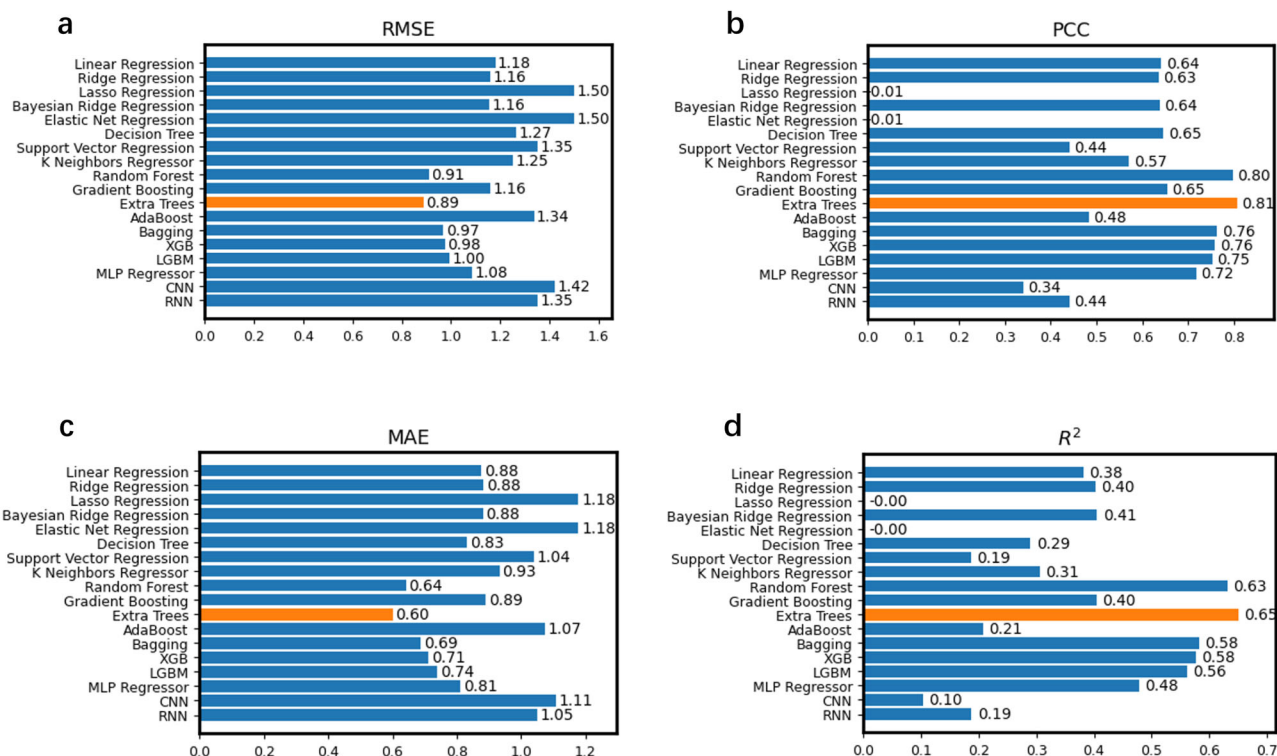 a
RMSE
Linear Regression 1.18
Ridge Regression 1.16
Lasso Regression 1.50
Bayesian Ridge Regression 1.16
Elastic Net Regression 1.50
Decision Tree 1.27
Support Vector Regression 1.35
K Neighbors Regressor 1.25
Random Forest 0.91
Gradient Boosting 1.16
Extra Trees 0.89
AdaBoost 1.34
Bagging 0.97
XGB 0.98
LGBM 1.00
MLP Regressor 1.08
CNN 1.42
RNN 1.35
0.0 0.2 0.4 0.6 0.8 1.0 1.2 1.4 1.6
b
PCC
Linear Regression 0.64
Ridge Regression 0.63
Lasso Regression 0.01
Bayesian Ridge Regression 0.64
Elastic Net Regression 0.01
Decision Tree 0.65
Support Vector Regression 0.44
K Neighbors Regressor 0.57
Random Forest 0.80
Gradient Boosting 0.65
Extra Trees 0.81
AdaBoost 0.48
Bagging 0.76
XGB 0.76
LGBM 0.75
MLP Regressor 0.72
CNN 0.34
RNN 0.44
0.0 0.1 0.2 0.3 0.4 0.5 0.6 0.7 0.8
c
MAE
Linear Regression 0.88
Ridge Regression 0.88
Lasso Regression 1.18
Bayesian Ridge Regression 0.88
Elastic Net Regression 1.18
Decision Tree 0.83
Support Vector Regression 1.04
K Neighbors Regressor 0.93
Random Forest 0.64
Gradient Boosting 0.89
Extra Trees 0.60
AdaBoost 1.07
Bagging 0.69
XGB 0.71
LGBM 0.74
MLP Regressor 0.81
CNN 1.11
RNN 1.05
0.0 0.2 0.4 0.6 0.8 1.0 1.2
d
R²
Linear Regression 0.38
Ridge Regression 0.40
Lasso Regression -0.00
Bayesian Ridge Regression 0.41
Elastic Net Regression -0.00
Decision Tree 0.29
Support Vector Regression 0.19
K Neighbors Regressor 0.31
Random Forest 0.63
Gradient Boosting 0.40
Extra Trees 0.65
AdaBoost 0.21
Bagging 0.58
XGB 0.58
LGBM 0.56
MLP Regressor 0.48
CNN 0.10
RNN 0.19
0.0 0.1 0.2 0.3 0.4 0.5 0.6 0.7